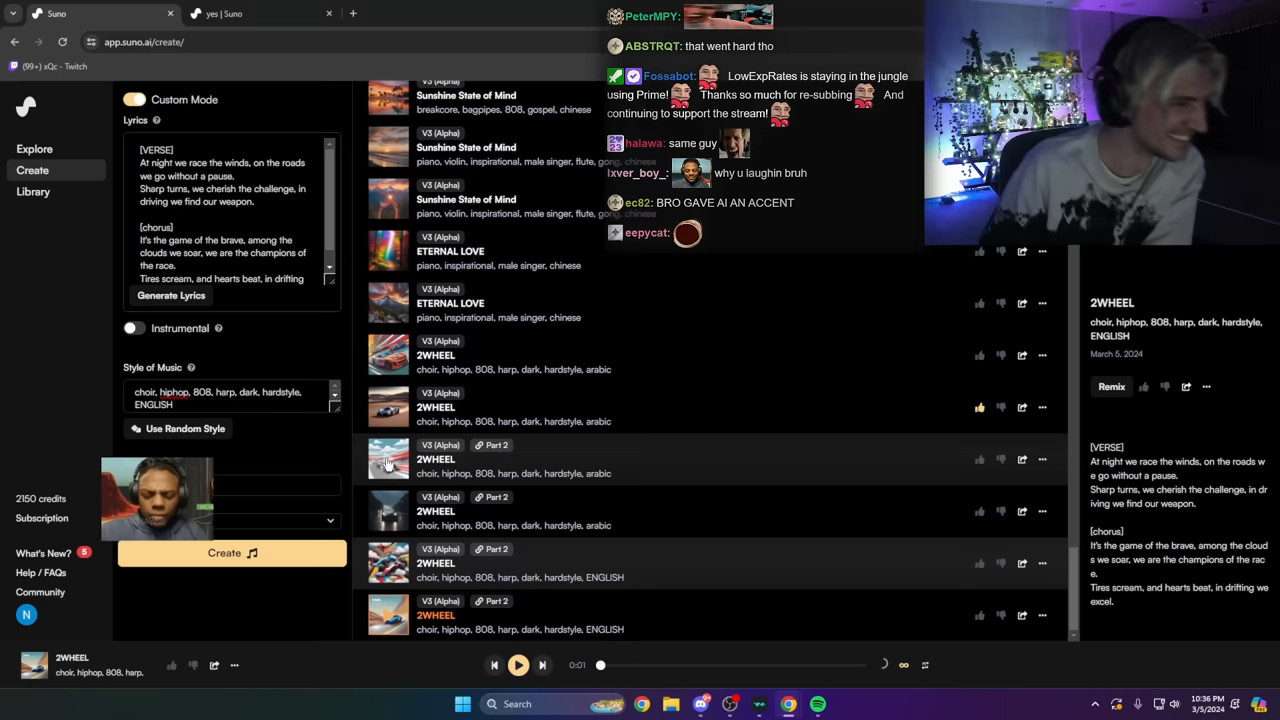 Suno
yes | Suno
app.suno.ai/create/
(99+) xQc - Twitch
Explore
Create
Library
2150 credits
Subscription
What's New?
5
Help / FAQs
Community
N
Custom Mode
Lyrics
[VERSE]
At night we race the winds, on the roads
we go without a pause.
Sharp turns, we cherish the challenge, in
driving we find our weapon.
[chorus]
It's the game of the brave, among the
clouds we soar, we are the champions of
the race.
Tires scream, and hearts beat, in drifting
Generate Lyrics
Instrumental
Style of Music
choir, hiphop, 808, harp, dark, hardstyle,
ENGLISH
Use Random Style
Create
Sunshine State of Mind
breakcore, bagpipes, 808, gospel, chinese
V3 (Alpha)
Sunshine State of Mind
piano, violin, inspirational, male singer, flute, gong, chinese
V3 (Alpha)
Sunshine State of Mind
piano, violin, inspirational, male singer, flute, gong, chinese
V3 (Alpha)
ETERNAL LOVE
piano, inspirational, male singer, chinese
V3 (Alpha)
ETERNAL LOVE
piano, inspirational, male singer, chinese
V3 (Alpha)
2WHEEL
choir, hiphop, 808, harp, dark, hardstyle, arabic
V3 (Alpha)
2WHEEL
choir, hiphop, 808, harp, dark, hardstyle, arabic
V3 (Alpha) Part 2
2WHEEL
choir, hiphop, 808, harp, dark, hardstyle, arabic
V3 (Alpha) Part 2
2WHEEL
choir, hiphop, 808, harp, dark, hardstyle, arabic
V3 (Alpha) Part 2
2WHEEL
choir, hiphop, 808, harp, dark, hardstyle, ENGLISH
V3 (Alpha) Part 2
2WHEEL
choir, hiphop, 808, harp, dark, hardstyle, ENGLISH
PeterMPY:
ABSTRQT: that went hard tho
Fossabot: LowExpRates is staying in the jungle
using Prime! Thanks so much for re-subbing And
continuing to support the stream!
23
halawa: same guy
lxver_boy_: why u laughin bruh
ec82: BRO GAVE AI AN ACCENT
eepycat:
2WHEEL
choir, hiphop, 808, harp, dark, hardstyle,
ENGLISH
March 5, 2024
Remix
[VERSE]
At night we race the winds, on the roads w
e go without a pause.
Sharp turns, we cherish the challenge, in dr
iving we find our weapon.
[chorus]
It's the game of the brave, among the cloud
s we soar, we are the champions of the rac
e.
Tires scream, and hearts beat, in drifting we
excel.
2WHEEL
choir, hiphop, 808, harp,
0:01
Search
10:36 PM
3/5/2024